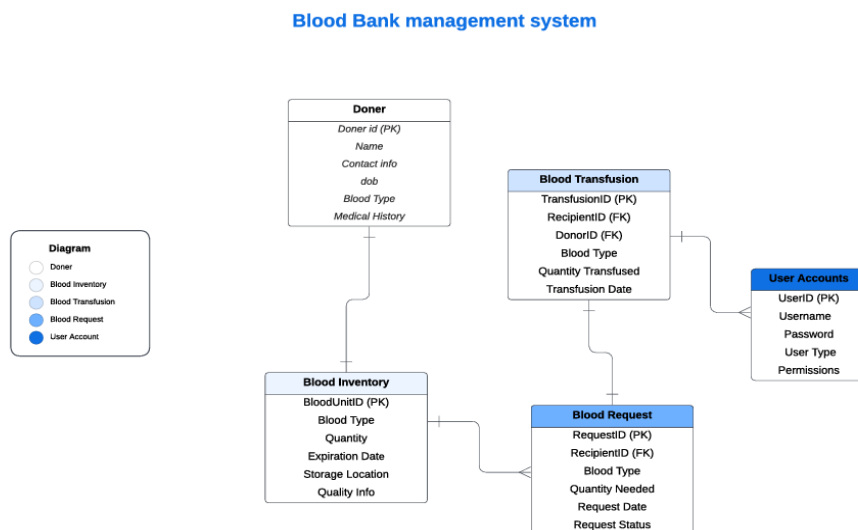 Blood Bank management system
Doner
Doner id (PK)
Name
Contact info
dob
Blood Type
Medical History
Blood Transfusion
TransfusionID (PK)
RecipientID (FK)
DonorID (FK)
Blood Type
Quantity Transfused
Transfusion Date
Diagram
Doner
Blood Inventory
Blood Transfusion
Blood Request
User Account
User Accounts
UserID (PK)
Username
Password
User Type
Permissions
Blood Inventory
BloodUnitID (PK)
Blood Type
Quantity
Expiration Date
Storage Location
Quality Info
Blood Request
RequestID (PK)
RecipientID (FK)
Blood Type
Quantity Needed
Request Date
Request Status